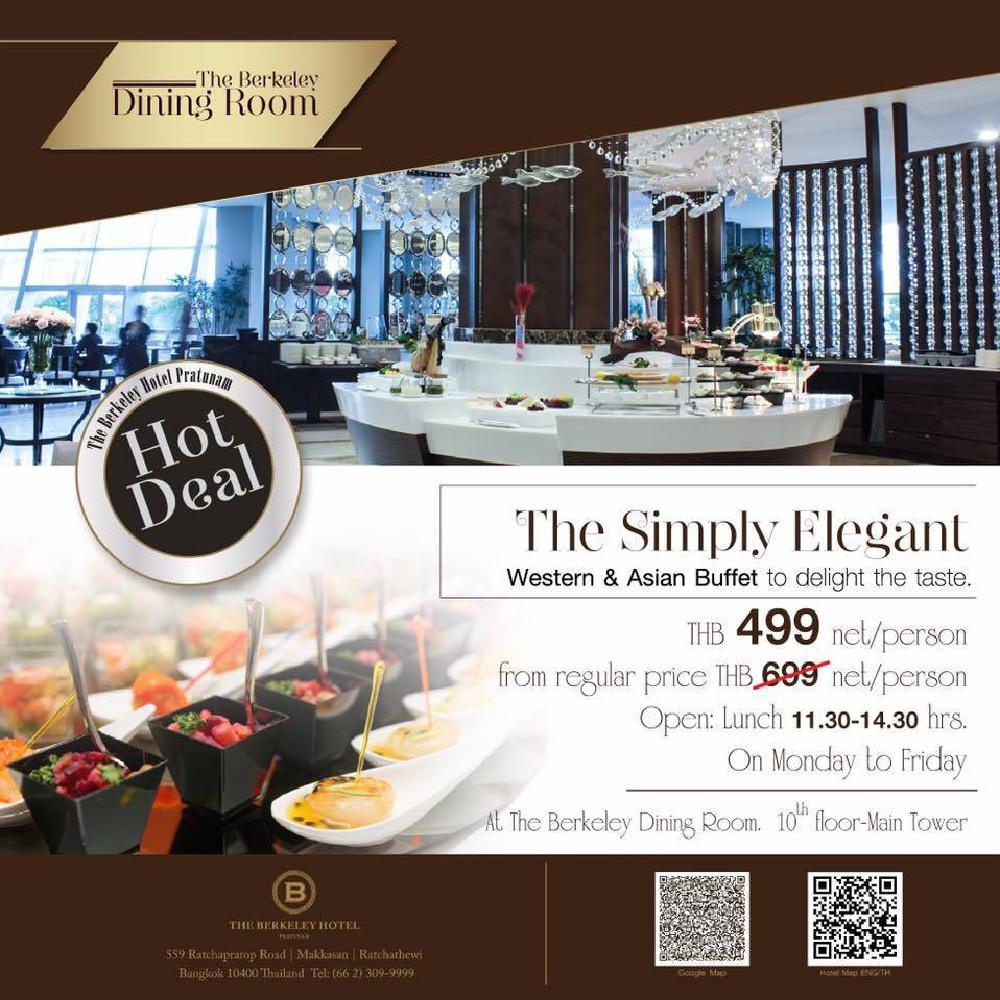 The Berkeley
Dining Room
The Berkeley Hotel Pratunam
Hot
Deal
The Simply Elegant
Western & Asian Buffet to delight the taste.
THB 499 net/person
from regular price THB 699 net/person
Open: Lunch 11.30-14.30 hrs.
On Monday to Friday
At The Berkeley Dining Room. 10th floor-Main Tower
B
THE BERKELEY HOTEL
PRATUNAM
559 Ratchaprarop Road | Makkasan | Ratchathewi
Bangkok 10400 Thailand Tel: (66 2) 309-9999
Google Map
Hotel Map ENG/TH